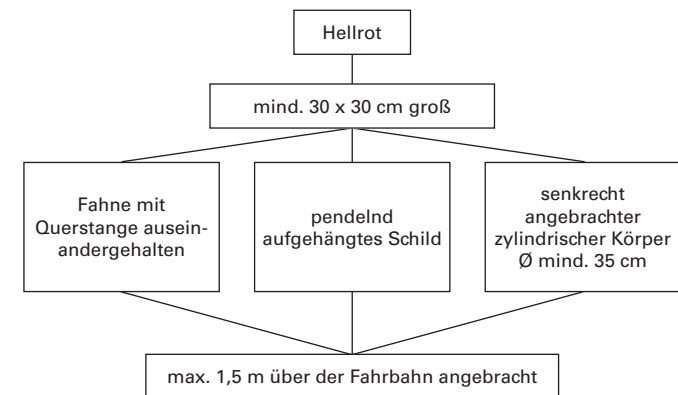 Hellrot
mind. 30 x 30 cm groß
Fahne mit
Querstange ausein-
andergehalten
pendelnd
aufgehängtes Schild
senkrecht
angebrachter
zylindrischer Körper
Ø mind. 35 cm
max. 1,5 m über der Fahrbahn angebracht